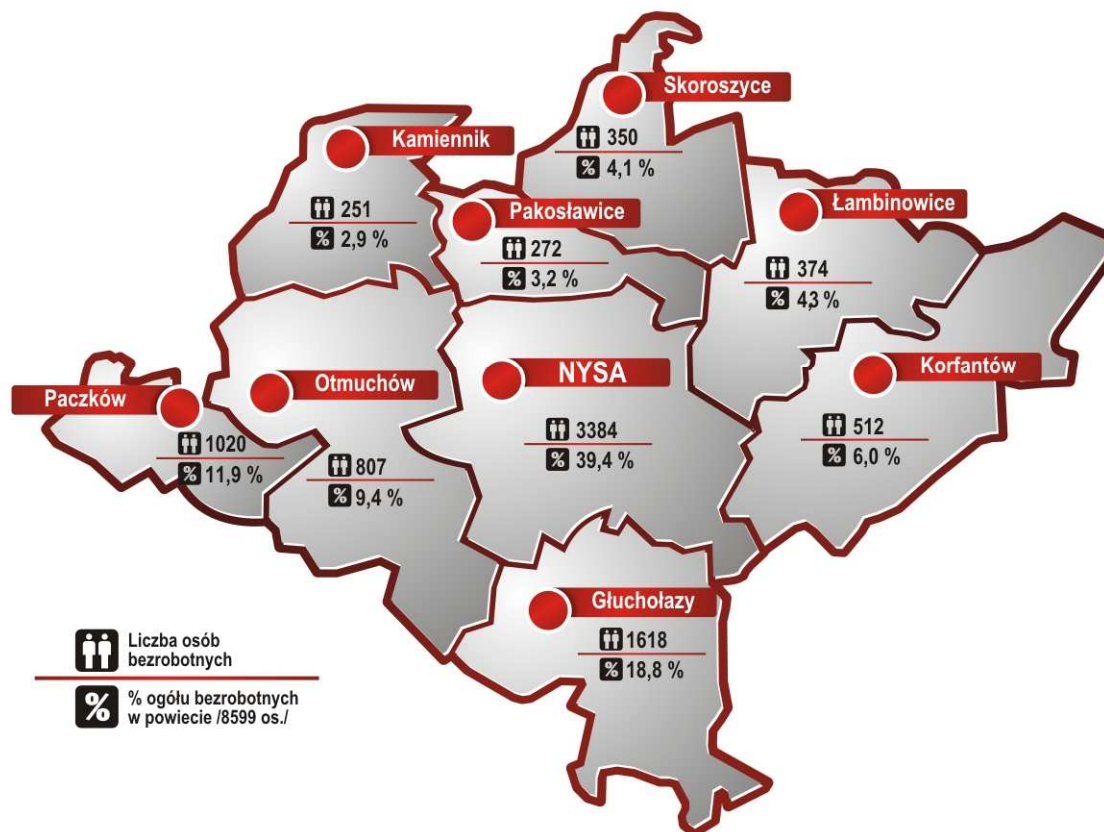 Skoroszyce
350
4,1 %
Kamiennik
251
2,9 %
Pakosławice
272
3,2 %
Łambinowice
374
4,3 %
Paczków
1020
% 11,9 %
Otmuchów
807
% 9,4 %
NYSA
3384
% 39,4 %
Korfantów
512
% 6,0 %
Głuchołazy
1618
% 18,8 %
Liczba osób
bezrobotnych
%
% ogółu bezrobotnych
w powiecie /8599 os./